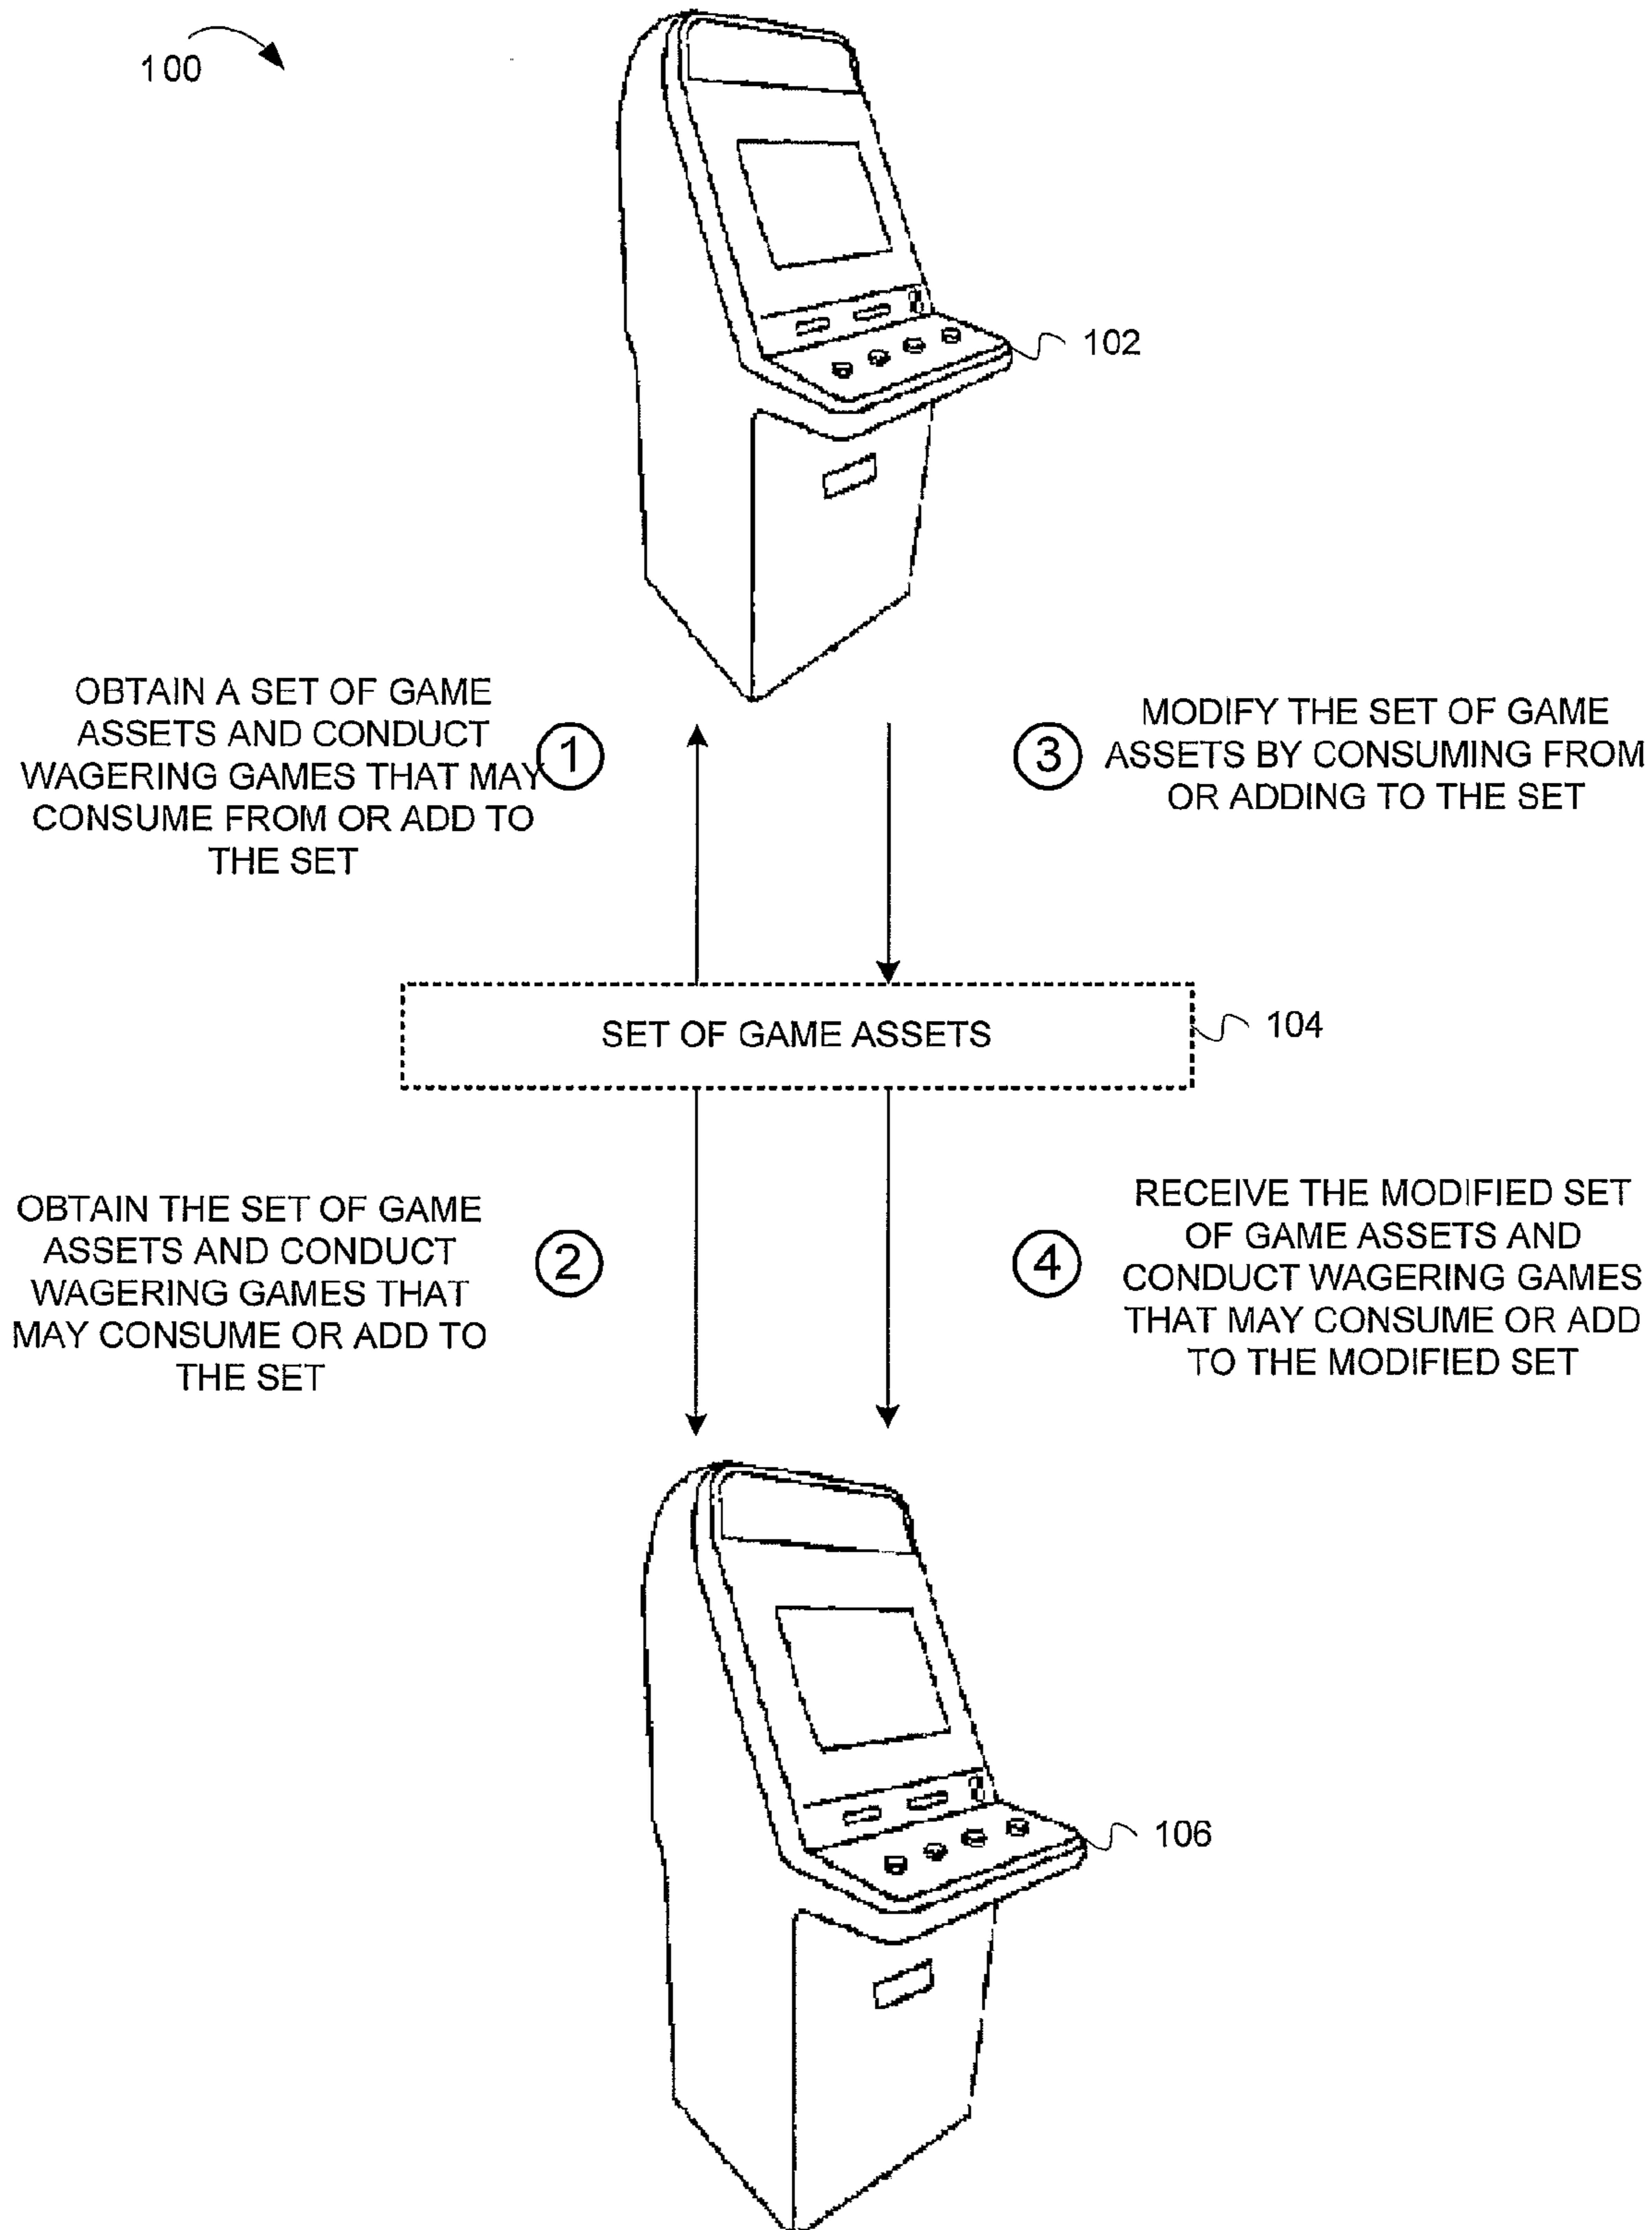 100
102
OBTAIN A SET OF GAME
ASSETS AND CONDUCT
WAGERING GAMES THAT MAY
CONSUME FROM OR ADD TO
THE SET
1
3
MODIFY THE SET OF GAME
ASSETS BY CONSUMING FROM
OR ADDING TO THE SET
SET OF GAME ASSETS
104
OBTAIN THE SET OF GAME
ASSETS AND CONDUCT
WAGERING GAMES THAT
MAY CONSUME OR ADD TO
THE SET
2
4
RECEIVE THE MODIFIED SET
OF GAME ASSETS AND
CONDUCT WAGERING GAMES
THAT MAY CONSUME OR ADD
TO THE MODIFIED SET
106